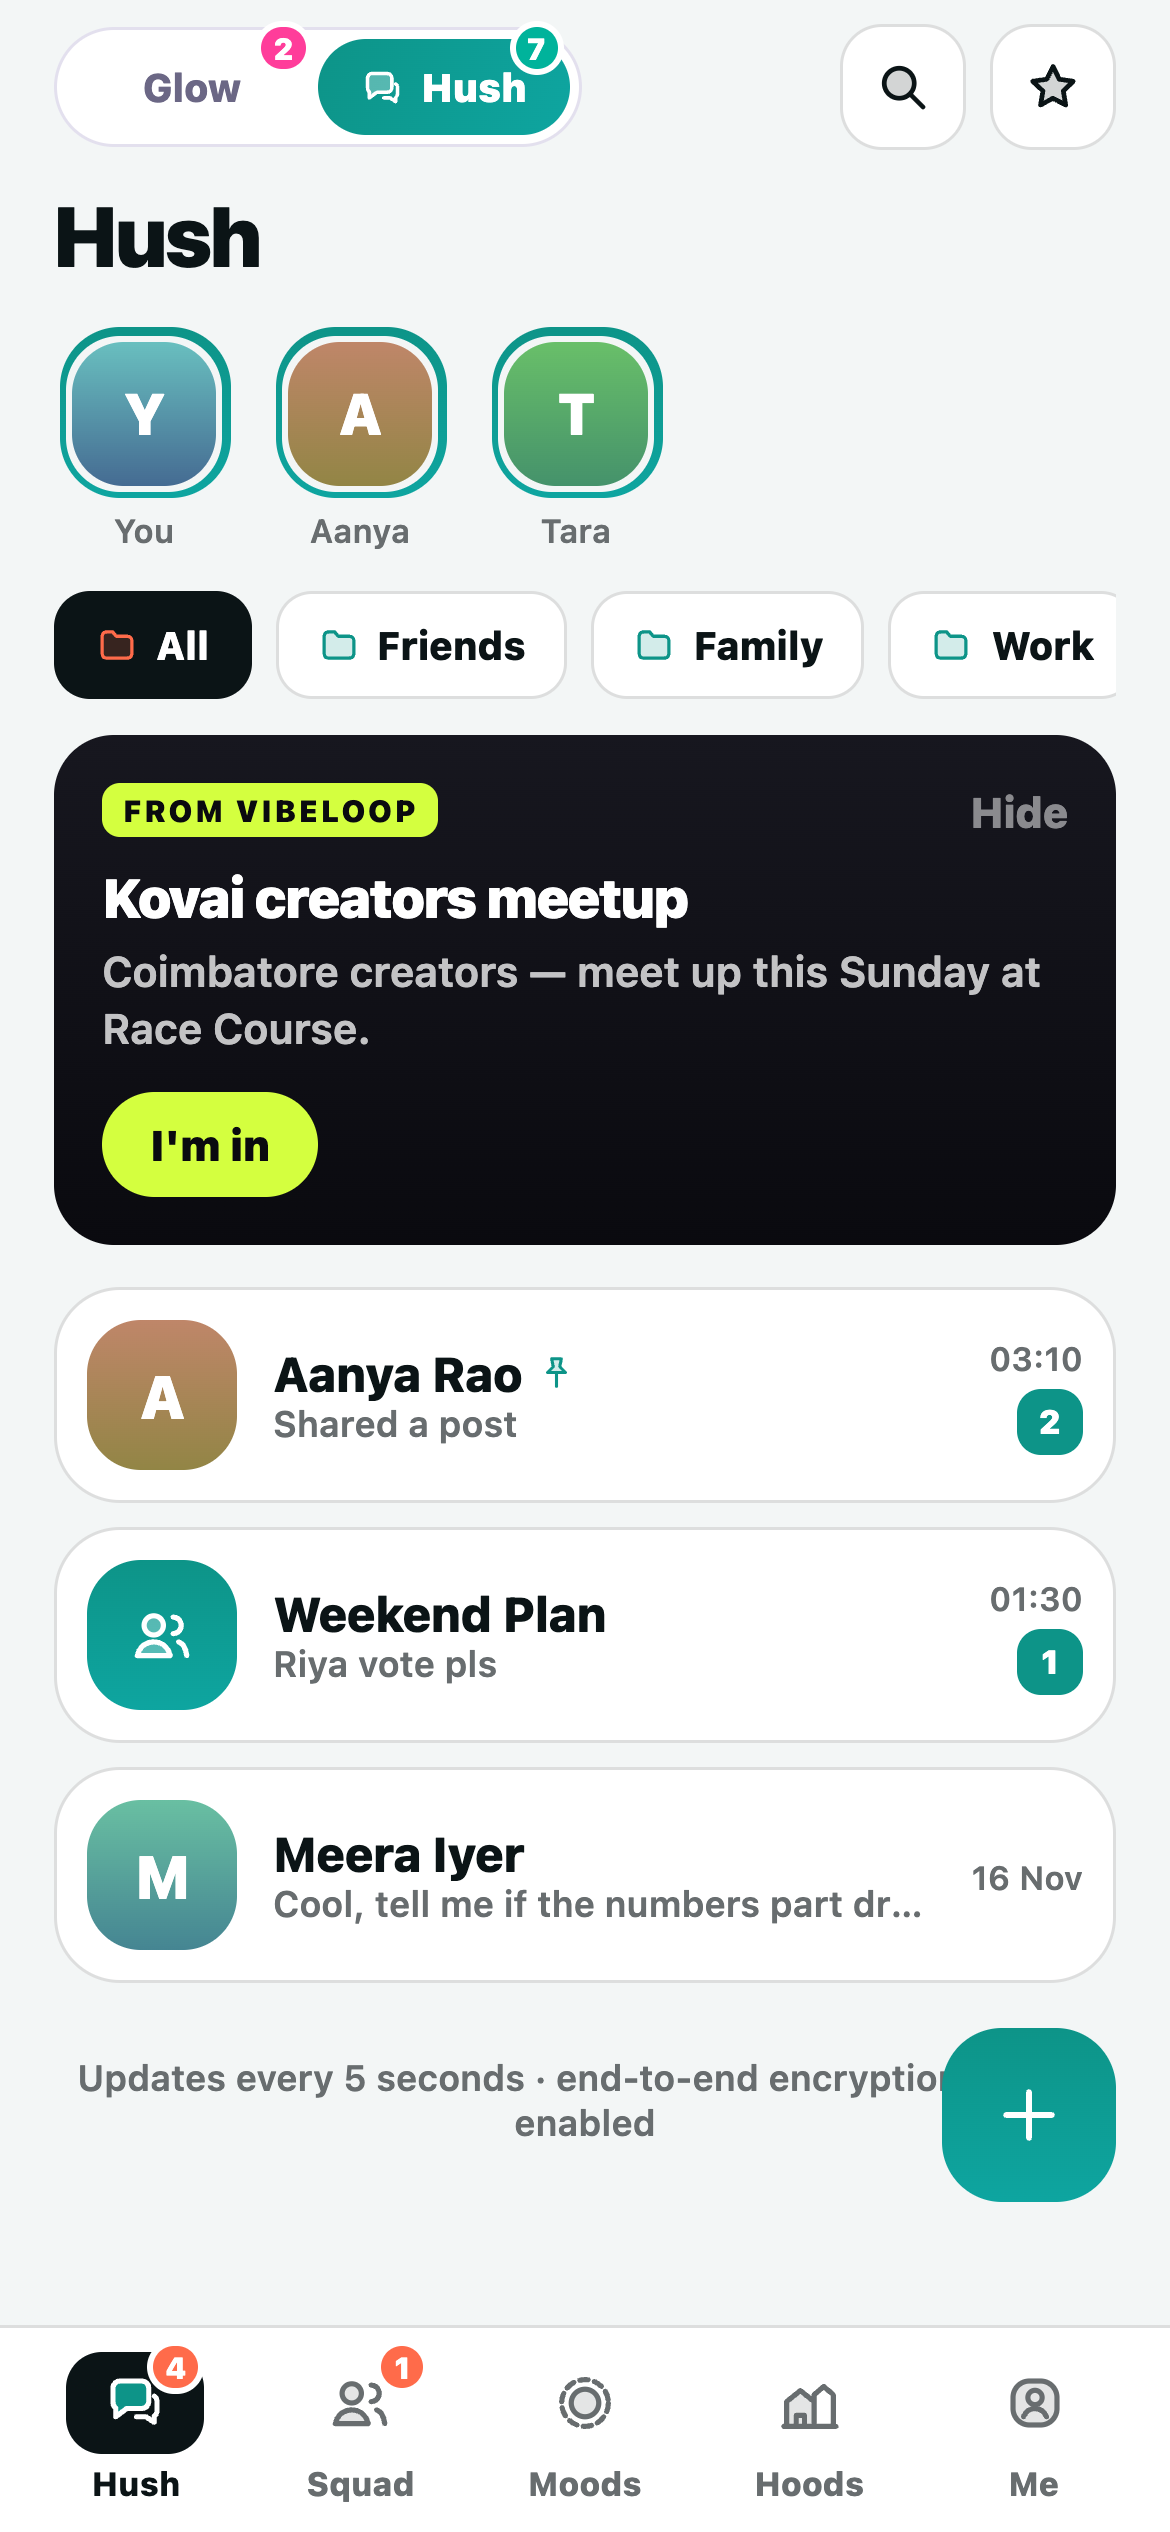 Glow
2
Hush
7
Hush
Y
A
T
You
Aanya
Tara
All
Friends
Family
Work
FROM VIBELOOP
Hide
Kovai creators meetup
Coimbatore creators — meet up this Sunday at
Race Course.
I'm in
A
Aanya Rao
Shared a post
03:10
2
Weekend Plan
Riya vote pls
01:30
1
M
Meera Iyer
Cool, tell me if the numbers part dr...
16 Nov
Updates every 5 seconds · end-to-end encryption
enabled
4
1
Hush
Squad
Moods
Hoods
Me